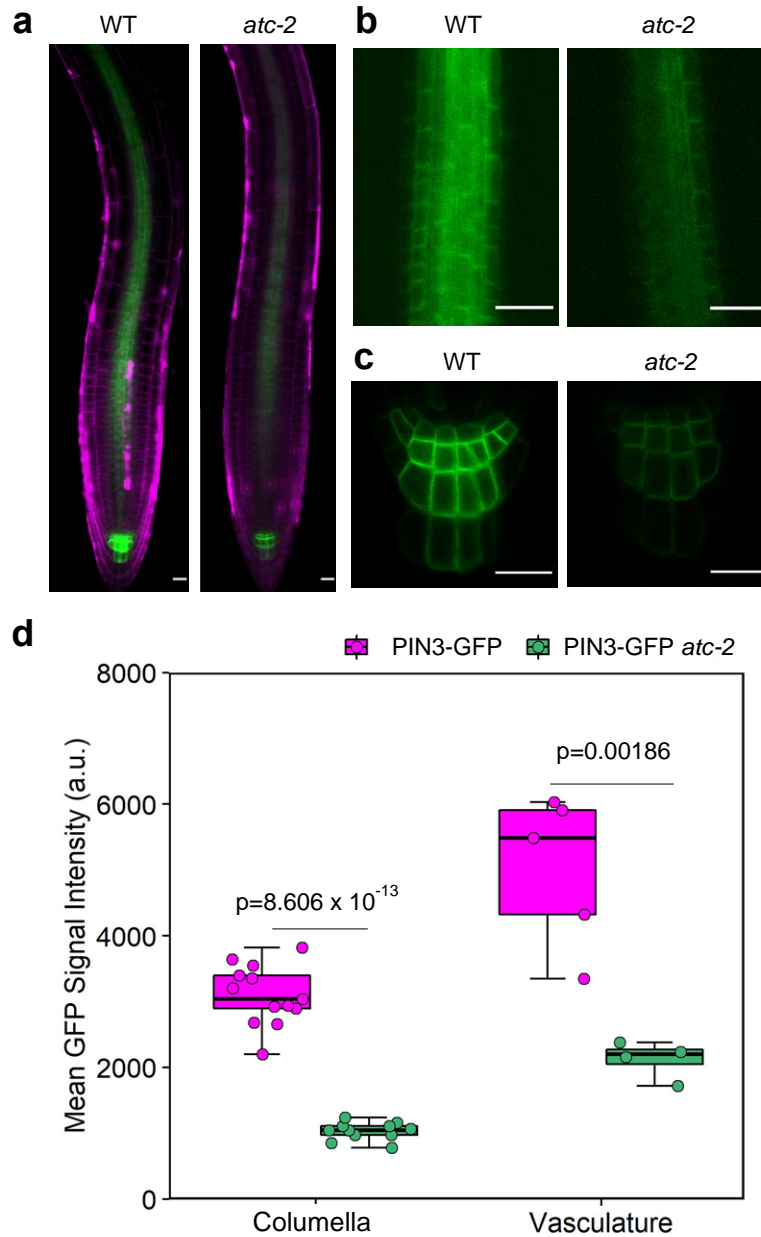 a WT atc-2
b WT atc-2
c WT atc-2
d
PIN3-GFP PIN3-GFP atc-2
Mean GFP Signal Intensity (a.u.)
8000
6000
4000
2000
0
p=0.00186
p=8.606 x 10⁻¹³
Columella Vasculature